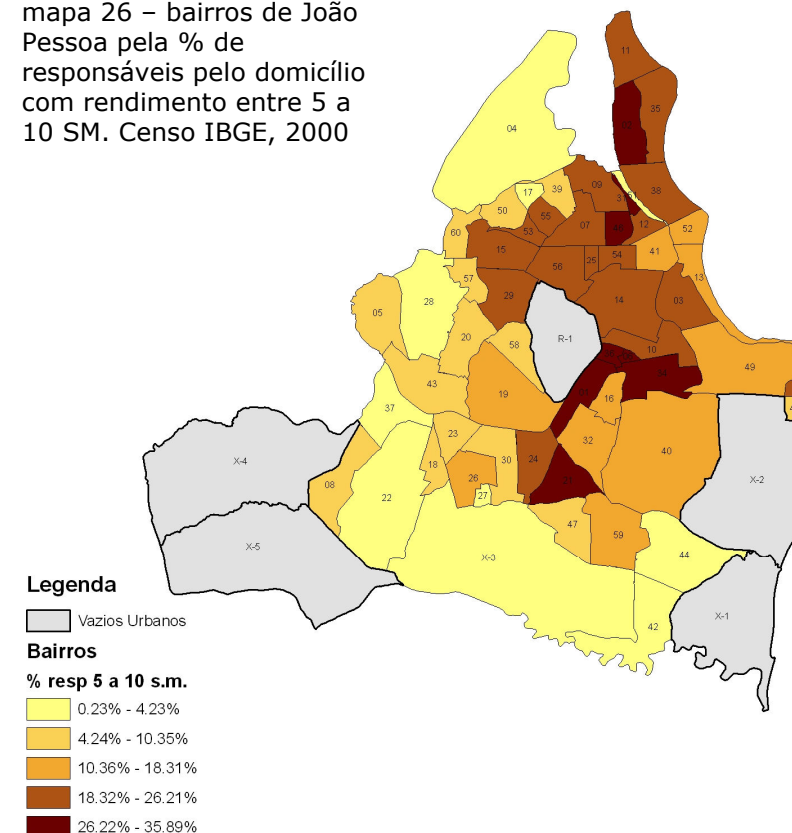 mapa 26 – bairros de João
Pessoa pela % de
responsáveis pelo domicílio
com rendimento entre 5 a
10 SM. Censo IBGE, 2000
11
35
04
38
09
17
39
50
55
53
07
12
60
52
15
56
25
54
41
13
57
29
14
03
28
05
20
58
R-1
10
49
43
19
16
37
23
32
40
24
30
18
26
27
X-4
08
22
X-2
47
59
44
X-5
X-3
42
X-1
Legenda
Vazios Urbanos
Bairros
% resp 5 a 10 s.m.
0.23% - 4.23%
4.24% - 10.35%
10.36% - 18.31%
18.32% - 26.21%
26.22% - 35.89%